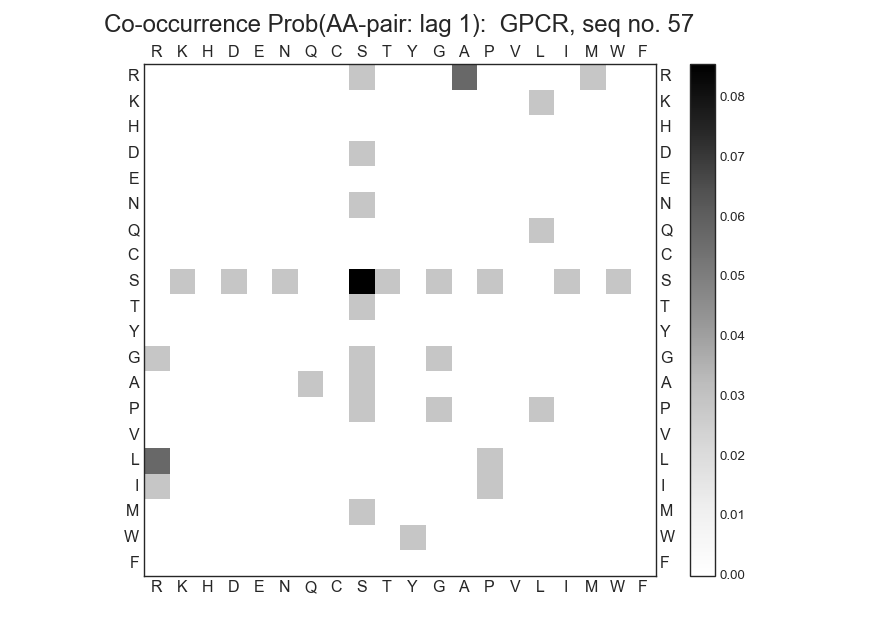 Co-occurrence Prob(AA-pair: lag 1):  GPCR, seq no. 57
R K H D E N Q C S T Y G A P V L I M W F
R R
K K
H H
D D
E E
N N
Q Q
C C
S S
T T
Y Y
G G
A A
P P
V V
L L
I I
M M
W W
F F
R K H D E N Q C S T Y G A P V L I M W F
0.08
0.07
0.06
0.05
0.04
0.03
0.02
0.01
0.00